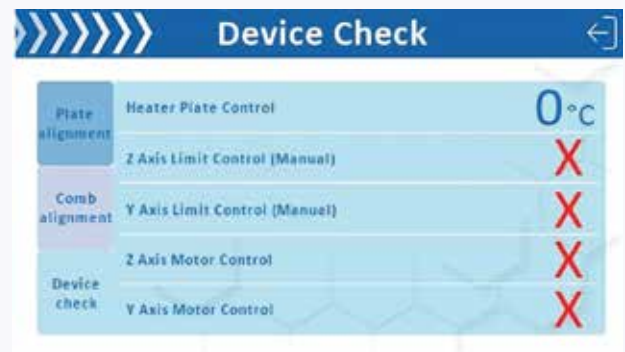 Device Check
Plate
alignment
Heater Plate Control
0°C
Z Axis Limit Control (Manual)
X
Comb
alignment
Y Axis Limit Control (Manual)
X
Device
check
Z Axis Motor Control
X
Y Axis Motor Control
X